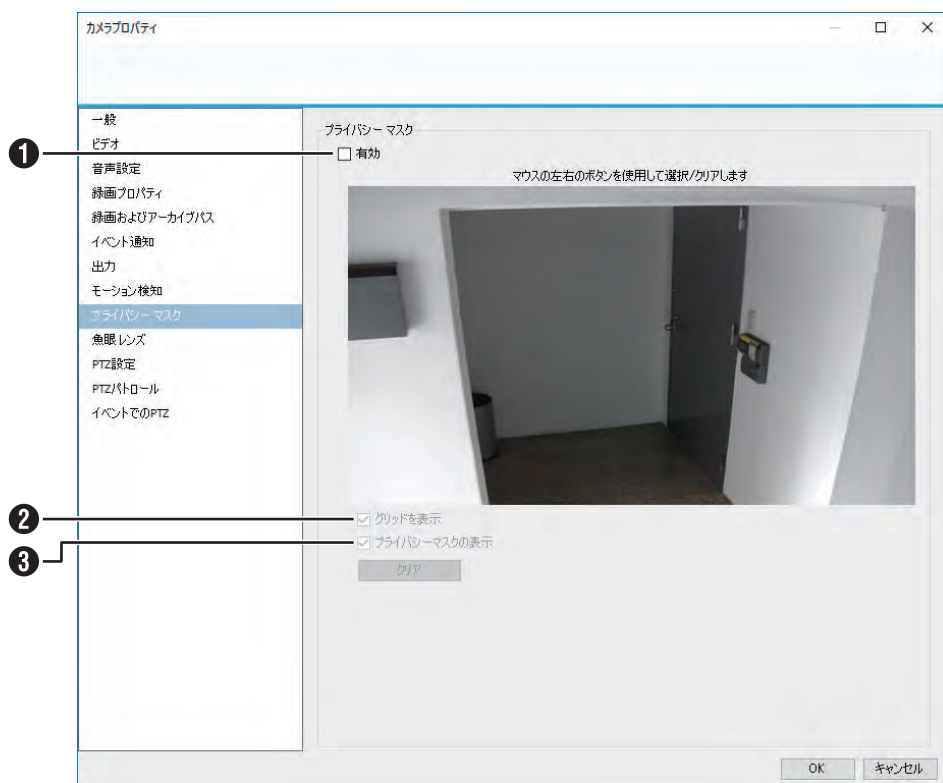 カメラプロパティ
一般
ビデオ
音声設定
録画プロパティ
録画およびアーカイブパス
イベント通知
出力
モーション検知
プライバシー マスク
魚眼レンズ
PTZ設定
PTZパトロール
イベントでのPTZ
プライバシー マスク
❶
有効
マウスの左右のボタンを使用して選択/クリアします
❷
グリッドを表示
❸
プライバシーマスクの表示
クリア
OK
キャンセル